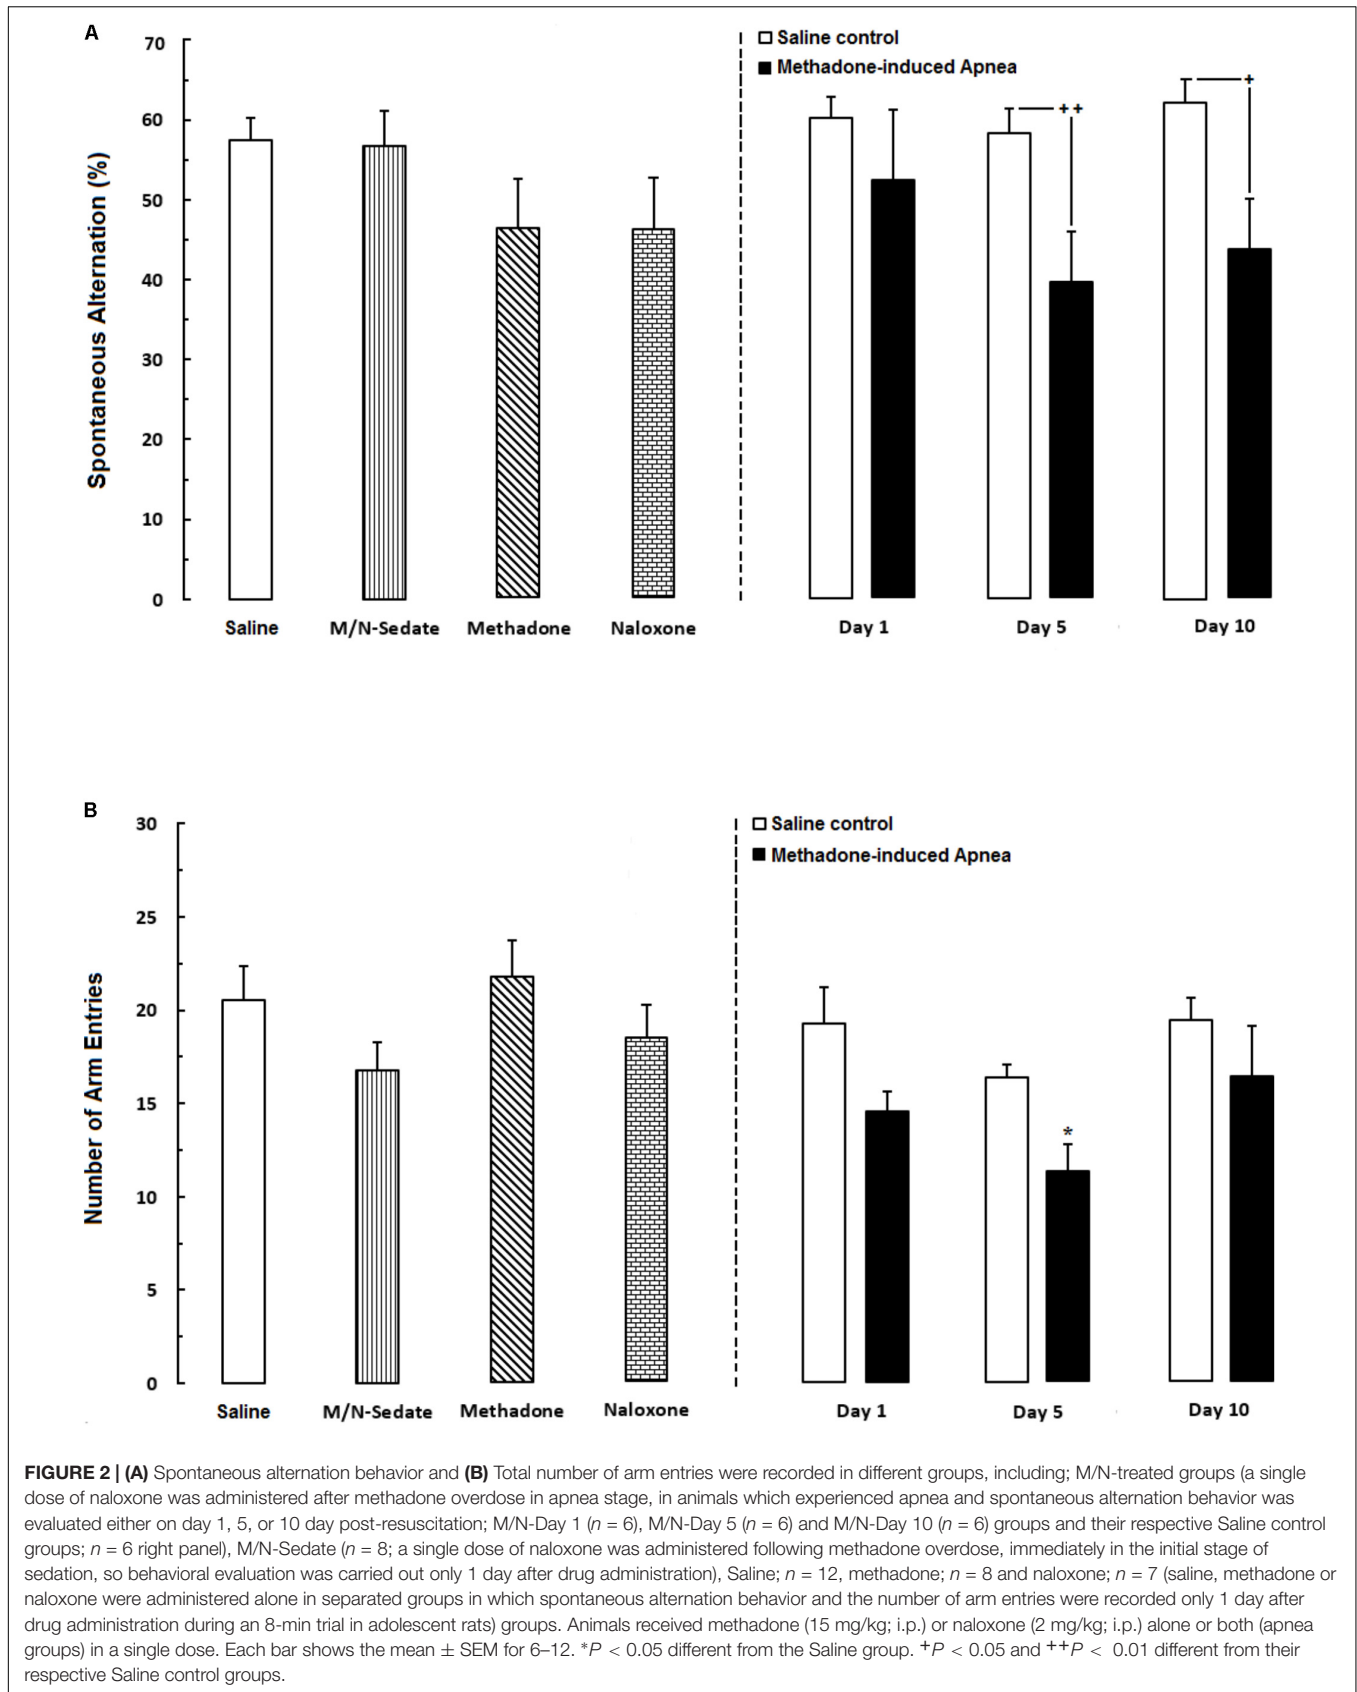 A
70
60
50
40
30
20
10
0
Spontaneous Alternation (%)
Saline control
Methadone-induced Apnea
++
+
Saline
M/N-Sedate
Methadone
Naloxone
Day 1
Day 5
Day 10
B
30
25
20
15
10
5
0
Number of Arm Entries
Saline control
Methadone-induced Apnea
*
Saline
M/N-Sedate
Methadone
Naloxone
Day 1
Day 5
Day 10
FIGURE 2 | (A) Spontaneous alternation behavior and (B) Total number of arm entries were recorded in different groups, including; M/N-treated groups (a single
dose of naloxone was administered after methadone overdose in apnea stage, in animals which experienced apnea and spontaneous alternation behavior was
evaluated either on day 1, 5, or 10 day post-resuscitation; M/N-Day 1 (n = 6), M/N-Day 5 (n = 6) and M/N-Day 10 (n = 6) groups and their respective Saline control
groups; n = 6 right panel), M/N-Sedate (n = 8; a single dose of naloxone was administered following methadone overdose, immediately in the initial stage of
sedation, so behavioral evaluation was carried out only 1 day after drug administration), Saline; n = 12, methadone; n = 8 and naloxone; n = 7 (saline, methadone or
naloxone were administered alone in separated groups in which spontaneous alternation behavior and the number of arm entries were recorded only 1 day after
drug administration during an 8-min trial in adolescent rats) groups. Animals received methadone (15 mg/kg; i.p.) or naloxone (2 mg/kg; i.p.) alone or both (apnea
groups) in a single dose. Each bar shows the mean ± SEM for 6–12. *P < 0.05 different from the Saline group. +P < 0.05 and ++P < 0.01 different from their
respective Saline control groups.